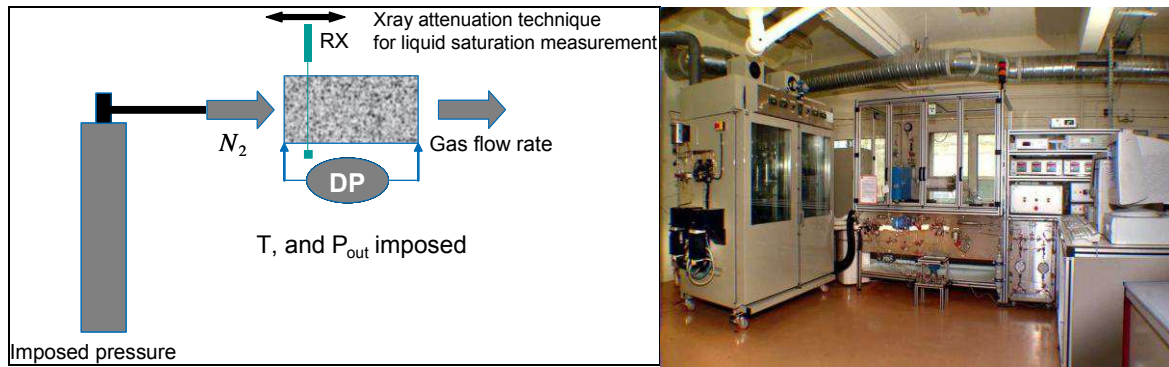 Xray attenuation technique
for liquid saturation measurement
RX
N₂
Gas flow rate
DP
T, and Pout imposed
Imposed pressure